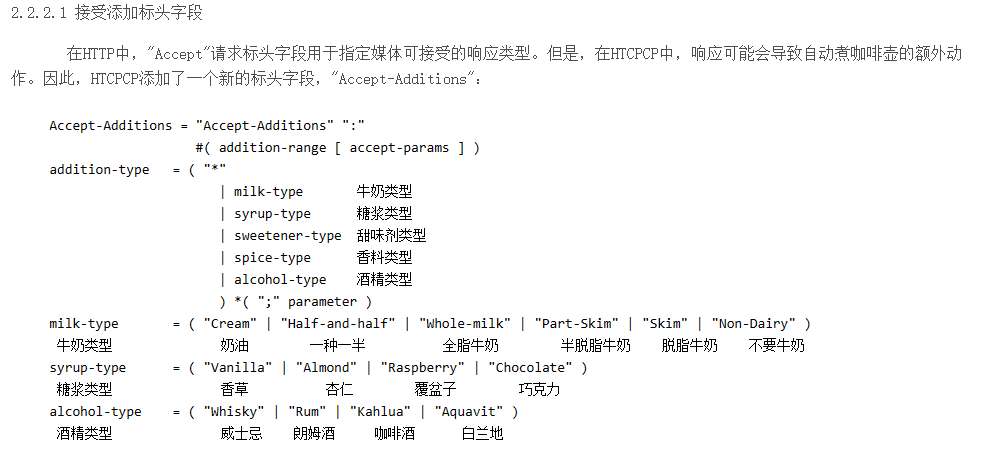 2.2.2.1 接受添加标头字段
在HTTP中，"Accept"请求标头字段用于指定媒体可接受的响应类型。但是，在HTCPCP中，响应可能会导致自动煮咖啡壶的额外动
作。因此，HTCPCP添加了一个新的标头字段，"Accept-Additions"：
Accept-Additions = "Accept-Additions" ":"
#( addition-range [ accept-params ] )
addition-type = ( "*"
| milk-type 牛奶类型
| syrup-type 糖浆类型
| sweetener-type 甜味剂类型
| spice-type 香料类型
| alcohol-type 酒精类型
) *( ";" parameter )
milk-type = ( "Cream" | "Half-and-half" | "Whole-milk" | "Part-Skim" | "Skim" | "Non-Dairy" )
牛奶类型 奶油 一种一半 全脂牛奶 半脱脂牛奶 脱脂牛奶 不要牛奶
syrup-type = ( "Vanilla" | "Almond" | "Raspberry" | "Chocolate" )
糖浆类型 香草 杏仁 覆盆子 巧克力
alcohol-type = ( "Whisky" | "Rum" | "Kahlua" | "Aquavit" )
酒精类型 威士忌 朗姆酒 咖啡酒 白兰地